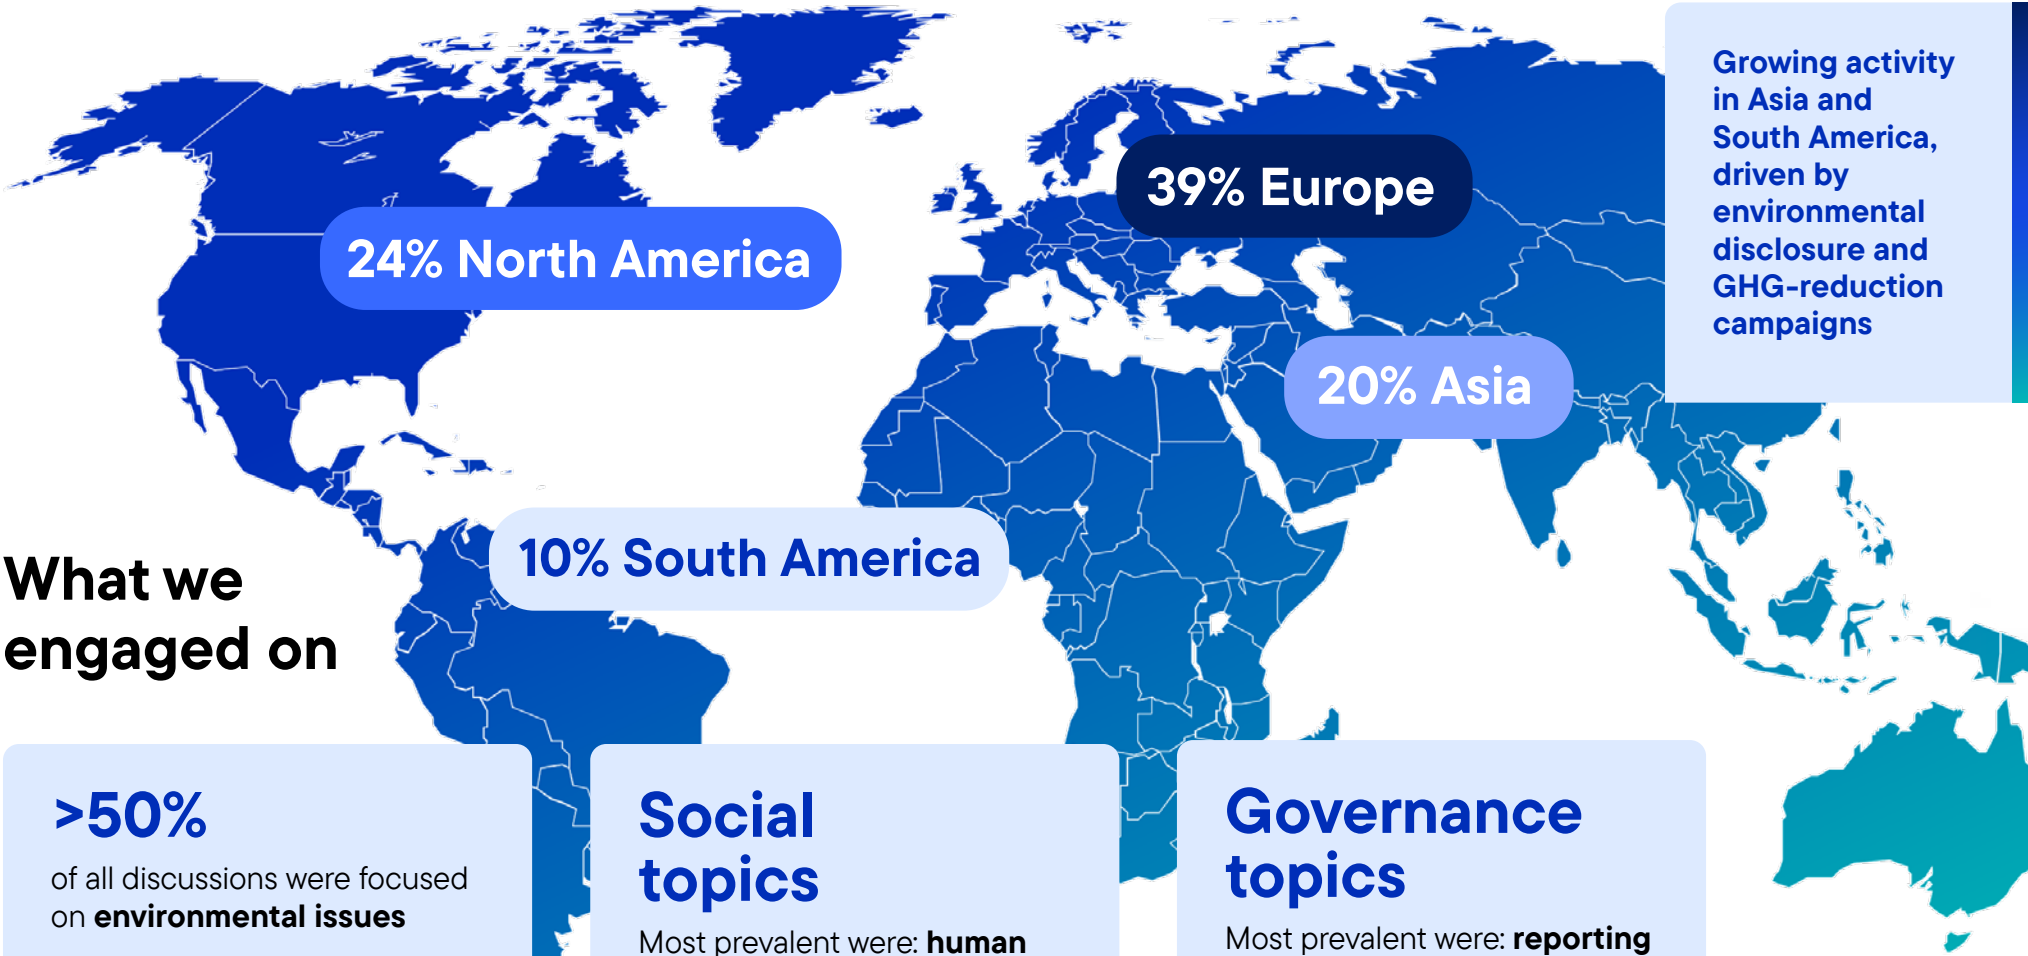 Growing activity
in Asia and
South America,
driven by
environmental
disclosure and
GHG-reduction
campaigns
39% Europe
24% North America
20% Asia
10% South America
What we
engaged on
>50%
of all discussions were focused
on environmental issues
Social
topics
Most prevalent were: human
Governance
topics
Most prevalent were: reporting